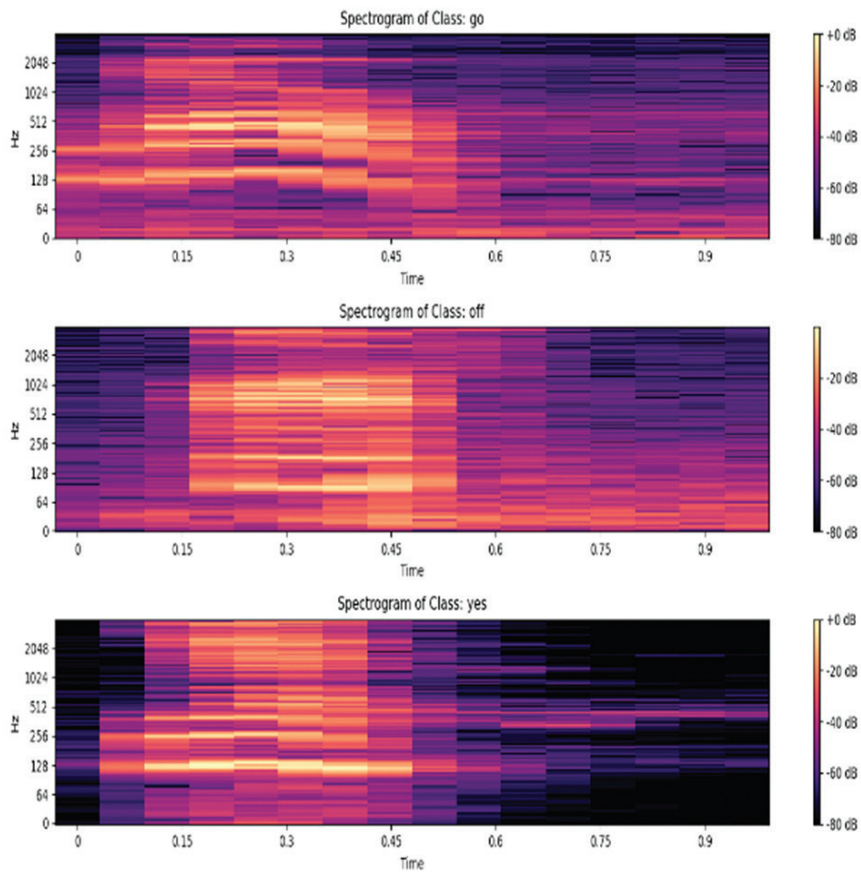 Spectrogram of Class: go
+0 dB
2048
1024
-20 dB
512
Hz
-40 dB
256
128
-60 dB
64
0
-80 dB
0 0.15 0.3 0.45 0.6 0.75 0.9
Time
Spectrogram of Class: off
2048
-20 dB
1024
512
Hz
-40 dB
256
128
-60 dB
64
0
-80 dB
0 0.15 0.3 0.45 0.6 0.75 0.9
Time
Spectrogram of Class: yes
+0 dB
2048
1024
-20 dB
512
Hz
-40 dB
256
128
-60 dB
64
0
-80 dB
0 0.15 0.3 0.45 0.6 0.75 0.9
Time